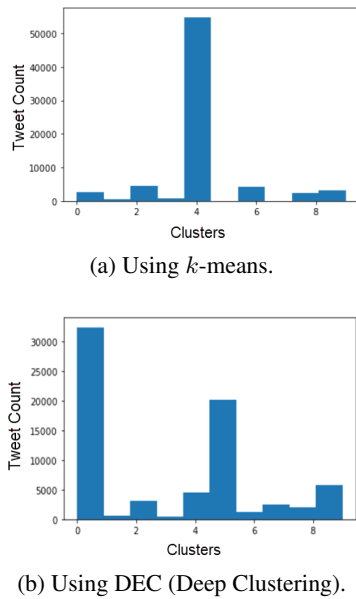 50000
40000
30000
20000
10000
0
Tweet Count
0 2 4 6 8
Clusters
(a) Using k-means.
30000
25000
20000
15000
10000
5000
0
Tweet Count
0 2 4 6 8
Clusters
(b) Using DEC (Deep Clustering).